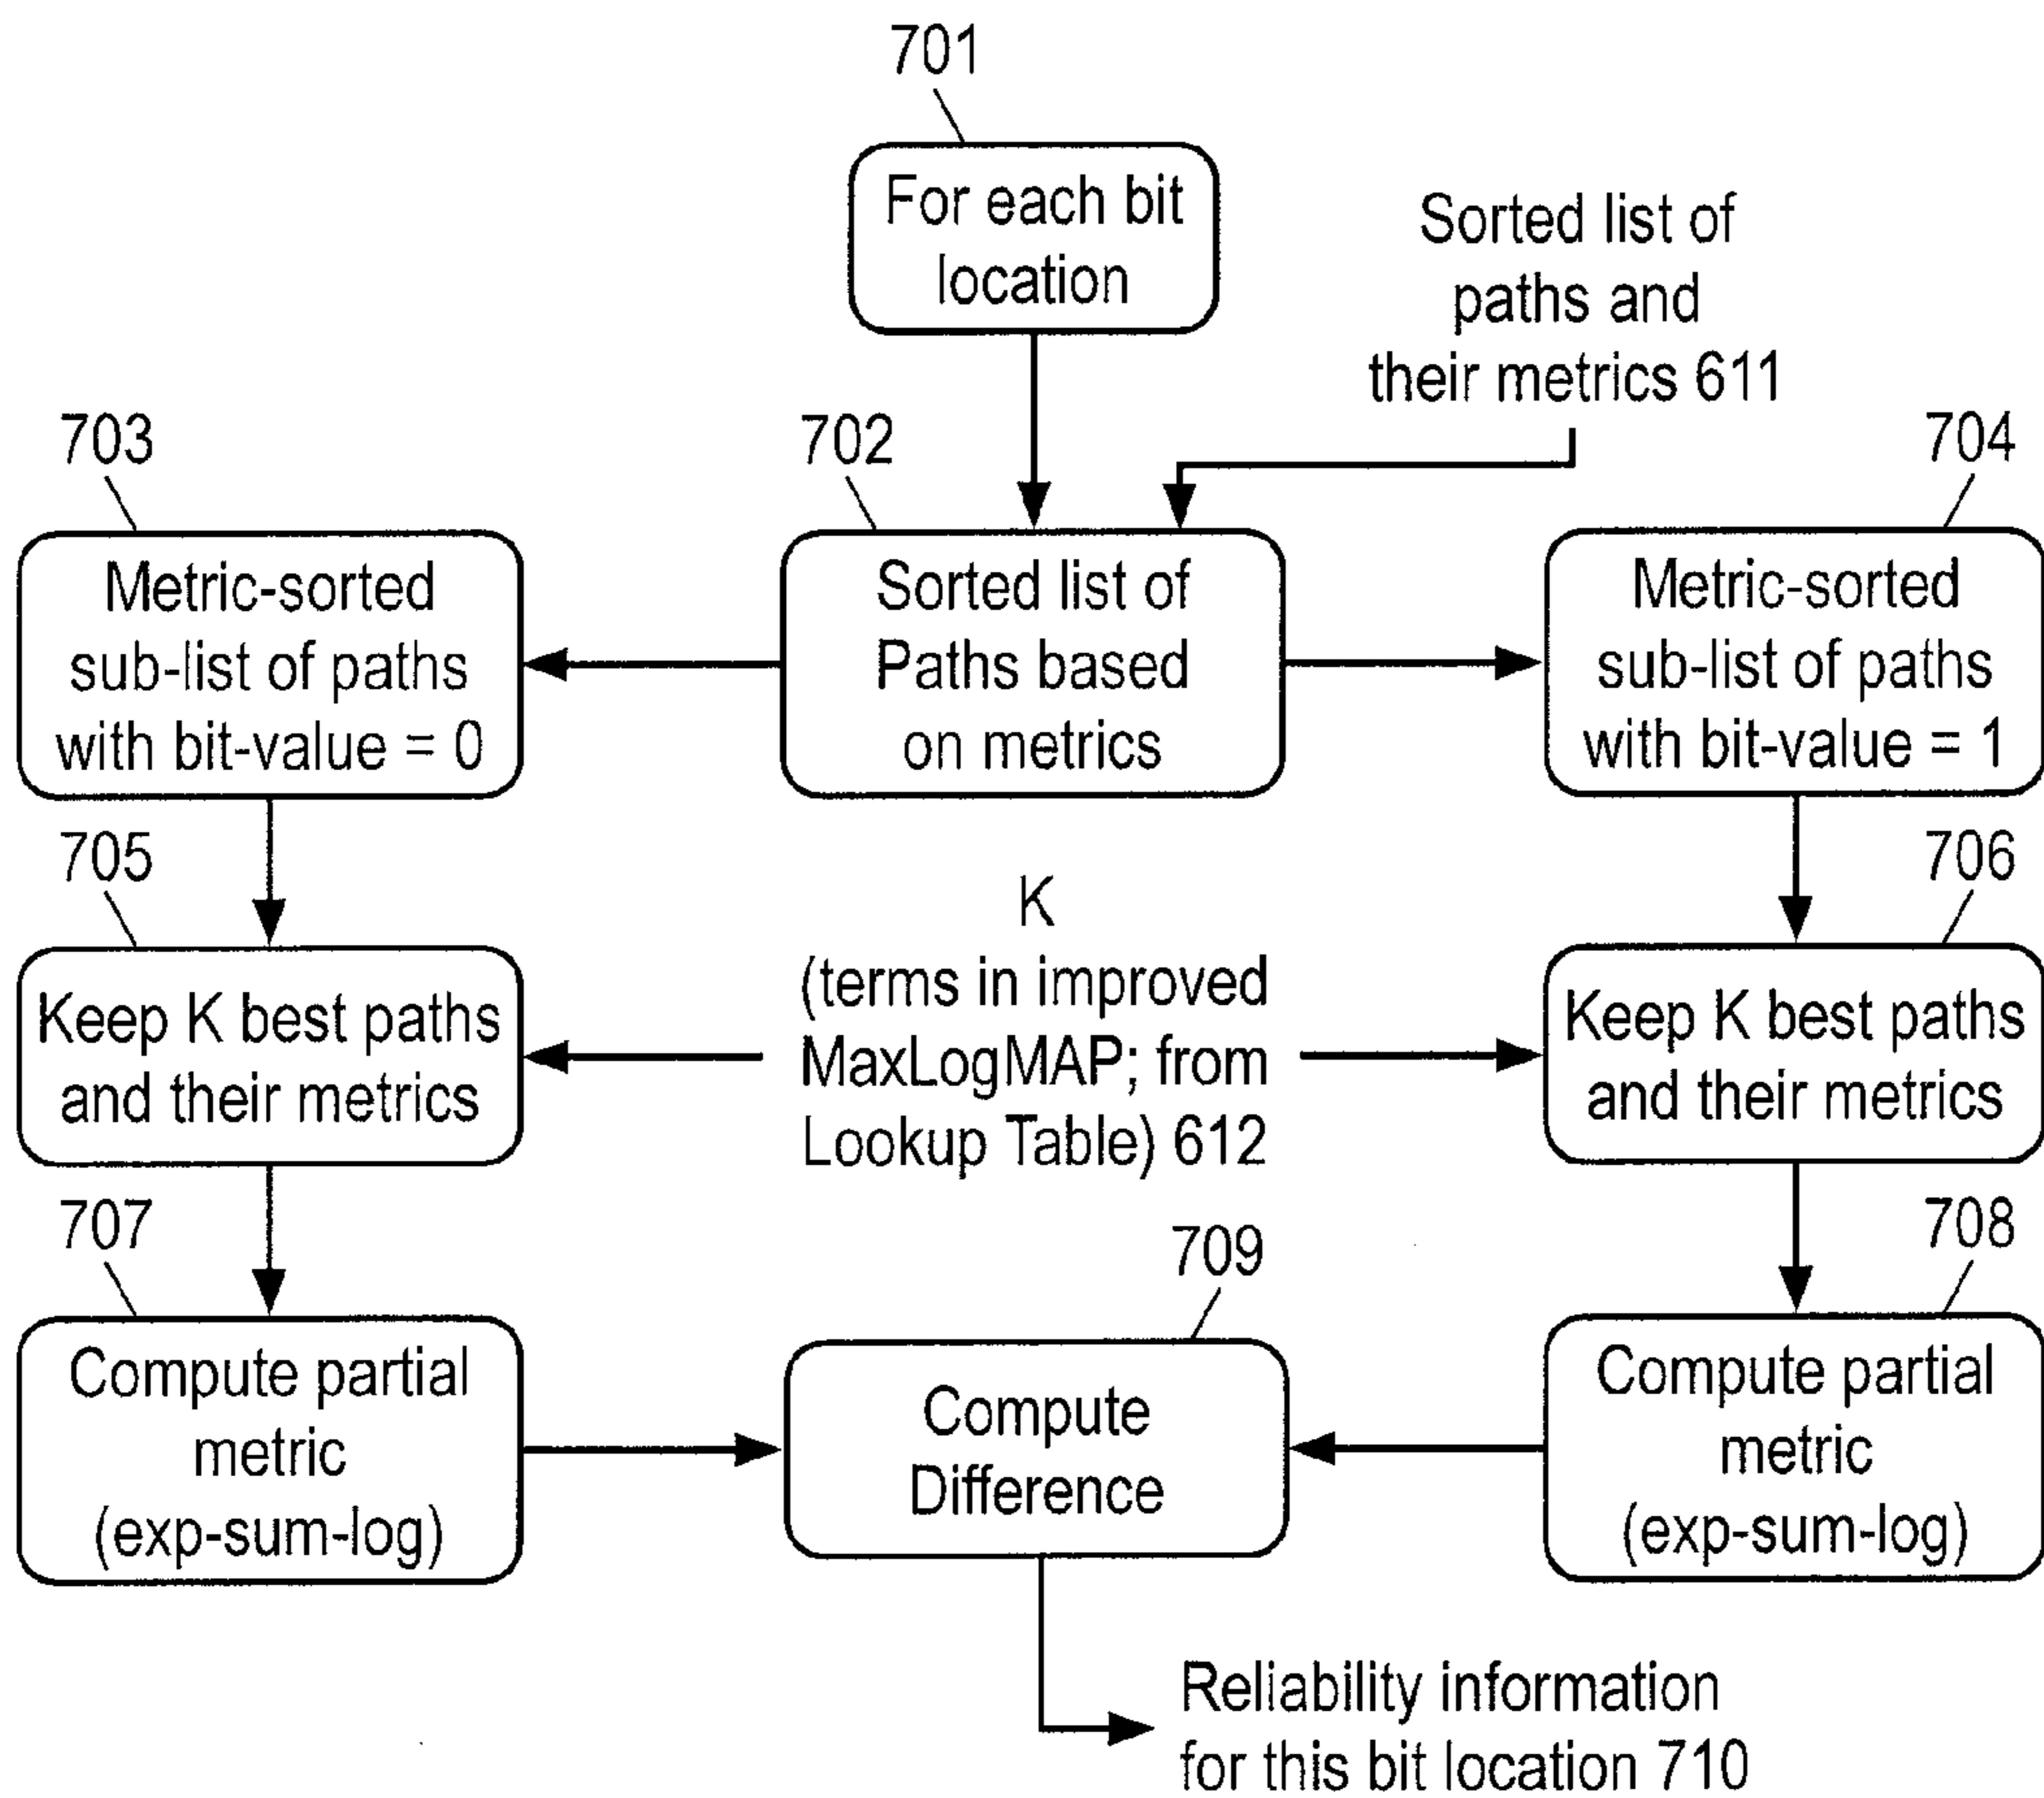 701
For each bit
location
Sorted list of
paths and
their metrics 611
703
702
704
Metric-sorted
sub-list of paths
with bit-value = 0
Sorted list of
Paths based
on metrics
Metric-sorted
sub-list of paths
with bit-value = 1
705
706
Keep K best paths
and their metrics
K
(terms in improved
MaxLogMAP; from
Lookup Table) 612
Keep K best paths
and their metrics
707
709
708
Compute partial
metric
(exp-sum-log)
Compute
Difference
Compute partial
metric
(exp-sum-log)
Reliability information
for this bit location 710